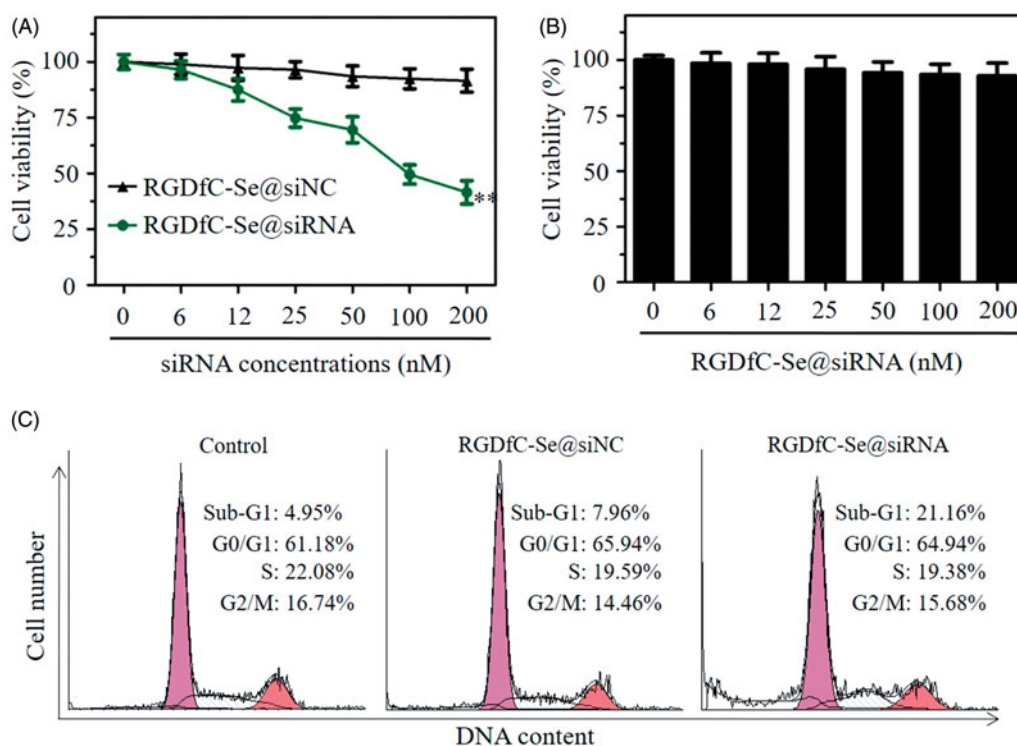 (A)
Cell viability (%)
100
75
50
25
0
RGDfC-Se@siNC
RGDfC-Se@siRNA
**
0 6 12 25 50 100 200
siRNA concentrations (nM)
(B)
Cell viability (%)
100
75
50
25
0
0 6 12 25 50 100 200
RGDfC-Se@siRNA (nM)
(C)
Cell number
Control
Sub-G1: 4.95%
G0/G1: 61.18%
S: 22.08%
G2/M: 16.74%
RGDfC-Se@siNC
Sub-G1: 7.96%
G0/G1: 65.94%
S: 19.59%
G2/M: 14.46%
RGDfC-Se@siRNA
Sub-G1: 21.16%
G0/G1: 64.94%
S: 19.38%
G2/M: 15.68%
DNA content